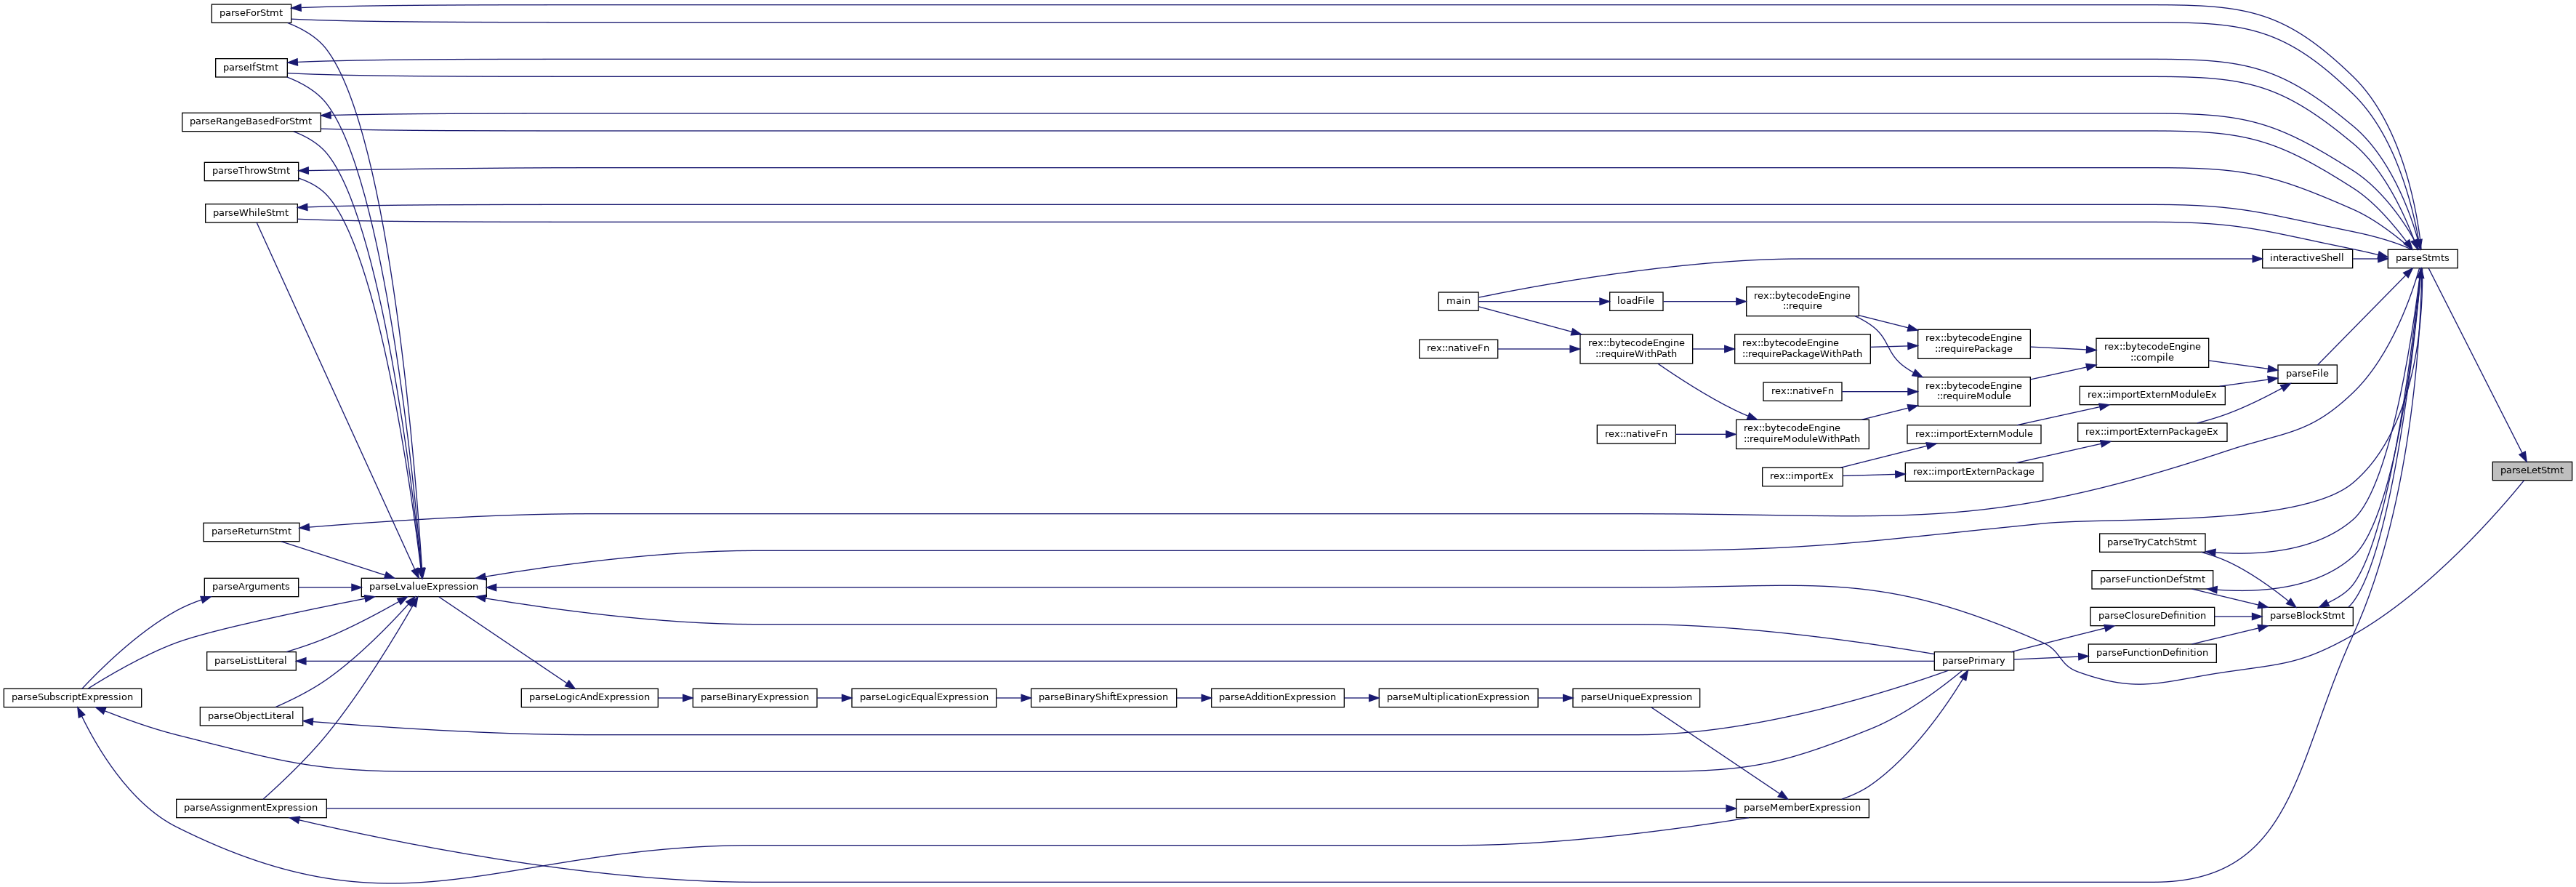 parseForStmt
parseIfStmt
parseRangeBasedForStmt
parseThrowStmt
parseWhileStmt
interactiveShell
parseStmts
main
loadFile
rex::bytecodeEngine
::require
rex::nativeFn
rex::bytecodeEngine
::requireWithPath
rex::bytecodeEngine
::requirePackageWithPath
rex::bytecodeEngine
::requirePackage
rex::bytecodeEngine
::compile
parseFile
rex::nativeFn
rex::bytecodeEngine
::requireModule
rex::importExternModuleEx
rex::nativeFn
rex::bytecodeEngine
::requireModuleWithPath
rex::importExternModule
rex::importExternPackageEx
rex::importEx
rex::importExternPackage
parseLetStmt
parseReturnStmt
parseTryCatchStmt
parseArguments
parseLvalueExpression
parseFunctionDefStmt
parseClosureDefinition
parseBlockStmt
parseListLiteral
parsePrimary
parseFunctionDefinition
parseSubscriptExpression
parseLogicAndExpression
parseBinaryExpression
parseLogicEqualExpression
parseBinaryShiftExpression
parseAdditionExpression
parseMultiplicationExpression
parseUniqueExpression
parseObjectLiteral
parseAssignmentExpression
parseMemberExpression